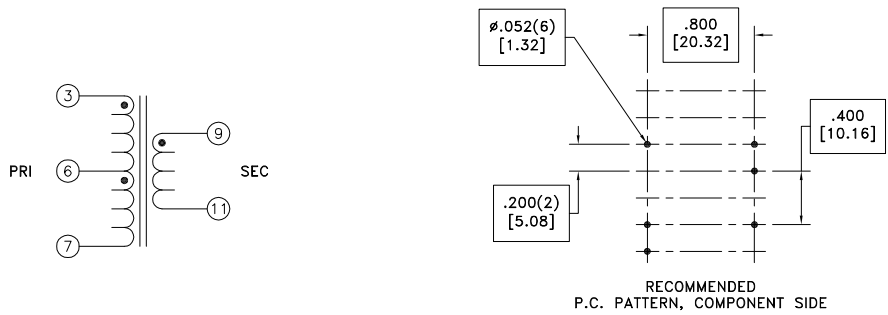 3
6
7
PRI
9
11
SEC
ø.052(6)
[1.32]
.800
[20.32]
.400
[10.16]
.200(2)
[5.08]
RECOMMENDED
P.C. PATTERN, COMPONENT SIDE